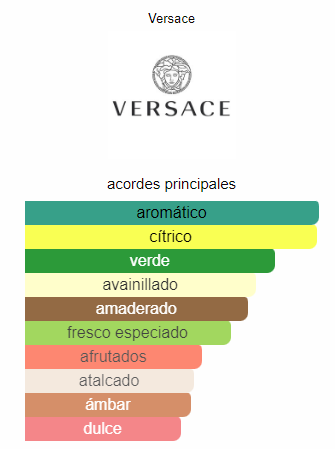 Versace
VERSACE
acordes principales
aromático
cítrico
verde
avainillado
amaderado
fresco especiado
afrutados
atalcado
ámbar
dulce